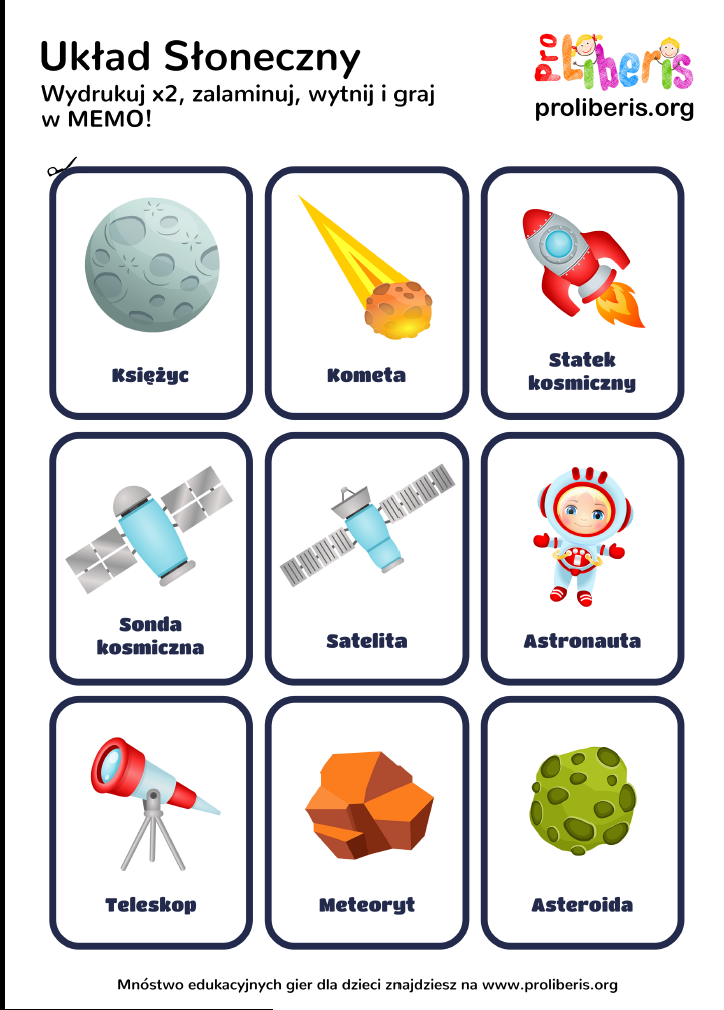 Układ Słoneczny
Wydrukuj x2, zalaminuj, wytnij i graj
w MEMO!
Pro Liberis
proliberis.org
Księżyc
Kometa
Statek
kosmiczny
Sonda
kosmiczna
Satelita
Astronauta
Teleskop
Meteoryt
Asteroida
Mnóstwo edukacyjnych gier dla dzieci znajdziesz na www.proliberis.org